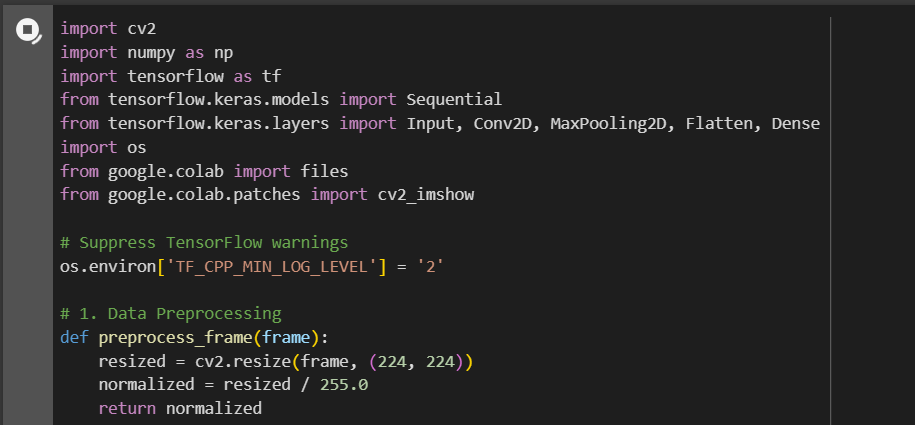 import cv2
import numpy as np
import tensorflow as tf
from tensorflow.keras.models import Sequential
from tensorflow.keras.layers import Input, Conv2D, MaxPooling2D, Flatten, Dense
import os
from google.colab import files
from google.colab.patches import cv2_imshow

# Suppress TensorFlow warnings
os.environ['TF_CPP_MIN_LOG_LEVEL'] = '2'

# 1. Data Preprocessing
def preprocess_frame(frame):
    resized = cv2.resize(frame, (224, 224))
    normalized = resized / 255.0
    return normalized